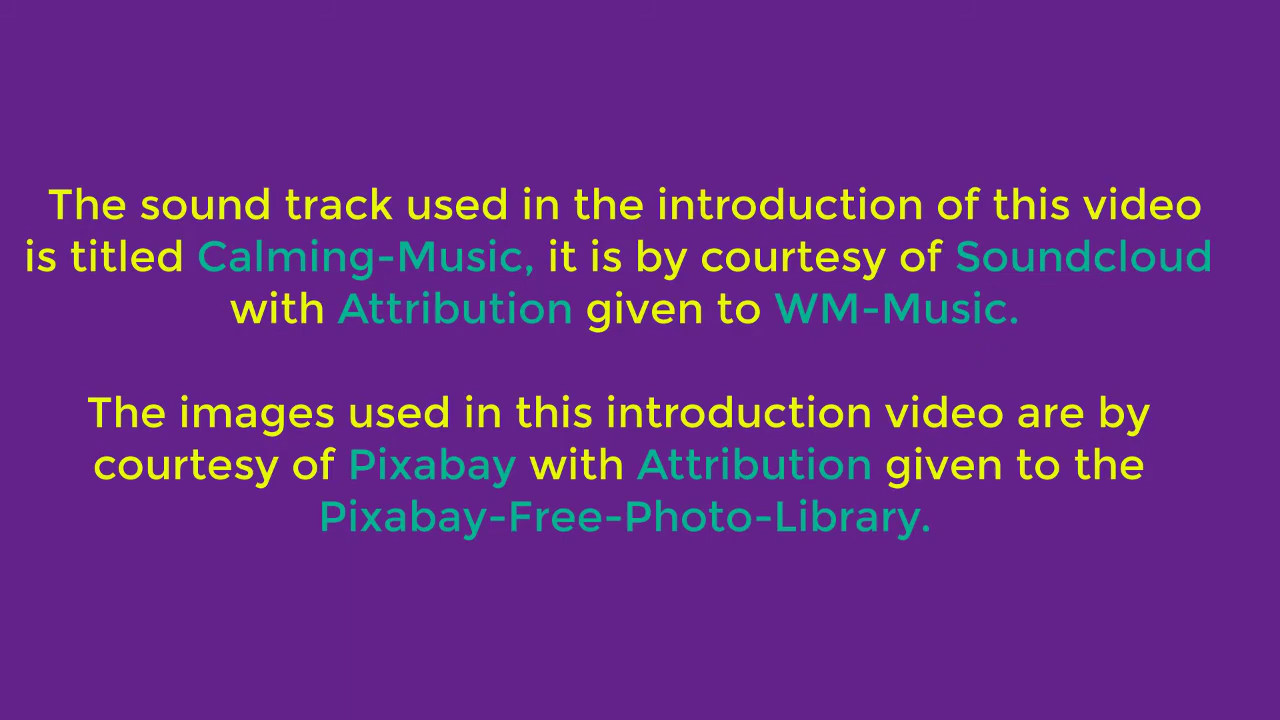 The sound track used in the introduction of this video
is titled Calming-Music, it is by courtesy of Soundcloud
with Attribution given to WM-Music.
The images used in this introduction video are by
courtesy of Pixabay with Attribution given to the
Pixabay-Free-Photo-Library.